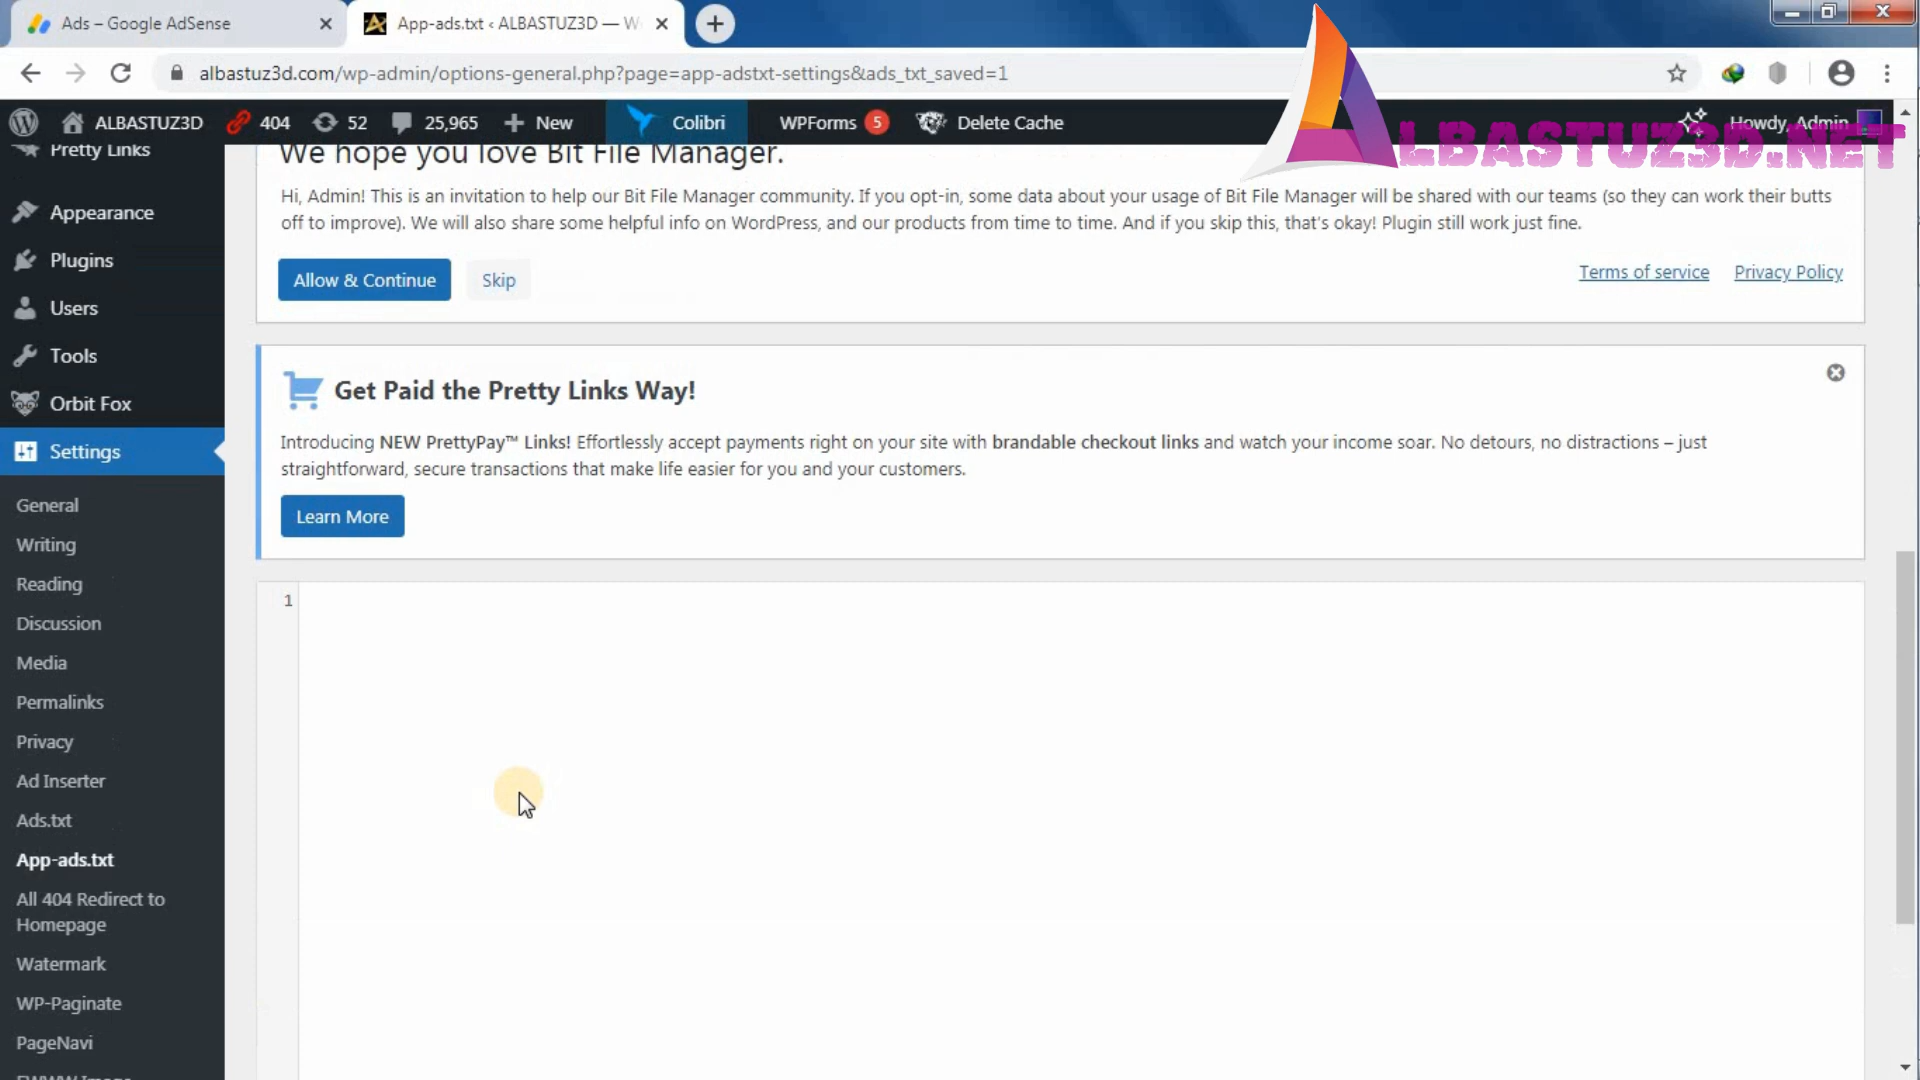 Ads – Google AdSense
App-ads.txt ‹ ALBASTUZ3D — W
albastuz3d.com/wp-admin/options-general.php?page=app-adstxt-settings&ads_txt_saved=1
ALBASTUZ3D 404 52 25,965 New Colibri WPForms 5 Delete Cache Howdy, Admin
ALBASTUZ3D.NET
Pretty Links
Appearance
Plugins
Users
Tools
Orbit Fox
Settings
General
Writing
Reading
Discussion
Media
Permalinks
Privacy
Ad Inserter
Ads.txt
App-ads.txt
All 404 Redirect to
Homepage
Watermark
WP-Paginate
PageNavi
We hope you love Bit File Manager.
Hi, Admin! This is an invitation to help our Bit File Manager community. If you opt-in, some data about your usage of Bit File Manager will be shared with our teams (so they can work their butts
off to improve). We will also share some helpful info on WordPress, and our products from time to time. And if you skip this, that's okay! Plugin still work just fine.
Allow & Continue Skip
Terms of service Privacy Policy
Get Paid the Pretty Links Way!
Introducing NEW PrettyPay™ Links! Effortlessly accept payments right on your site with brandable checkout links and watch your income soar. No detours, no distractions – just
straightforward, secure transactions that make life easier for you and your customers.
Learn More
1